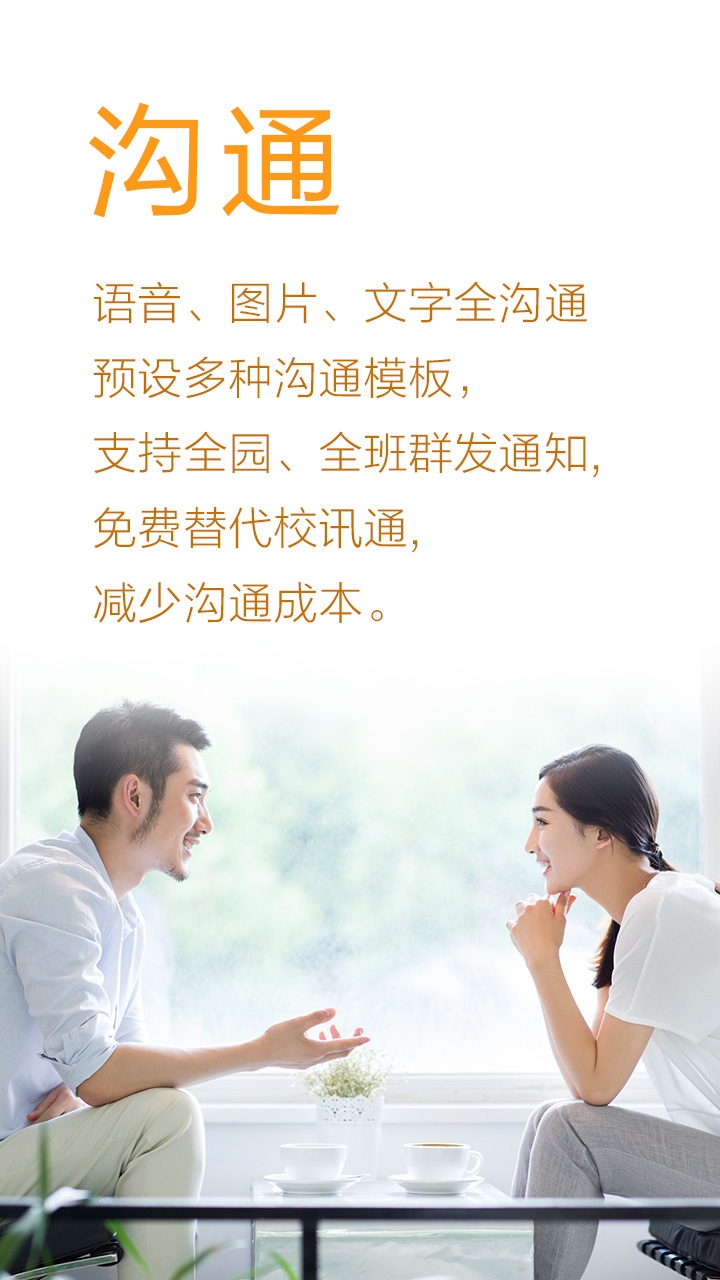 沟通
语音、图片、文字全沟通
预设多种沟通模板，
支持全园、全班群发通知,
免费替代校讯通,
减少沟通成本。